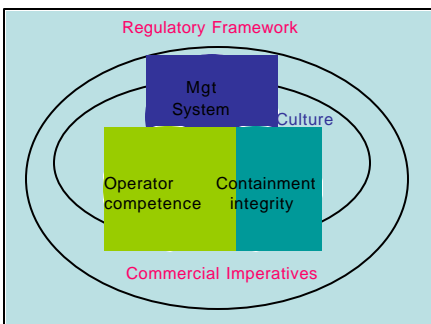 Regulatory Framework
Mgt
System
Culture
Operator
competence
Containment
integrity
Commercial Imperatives